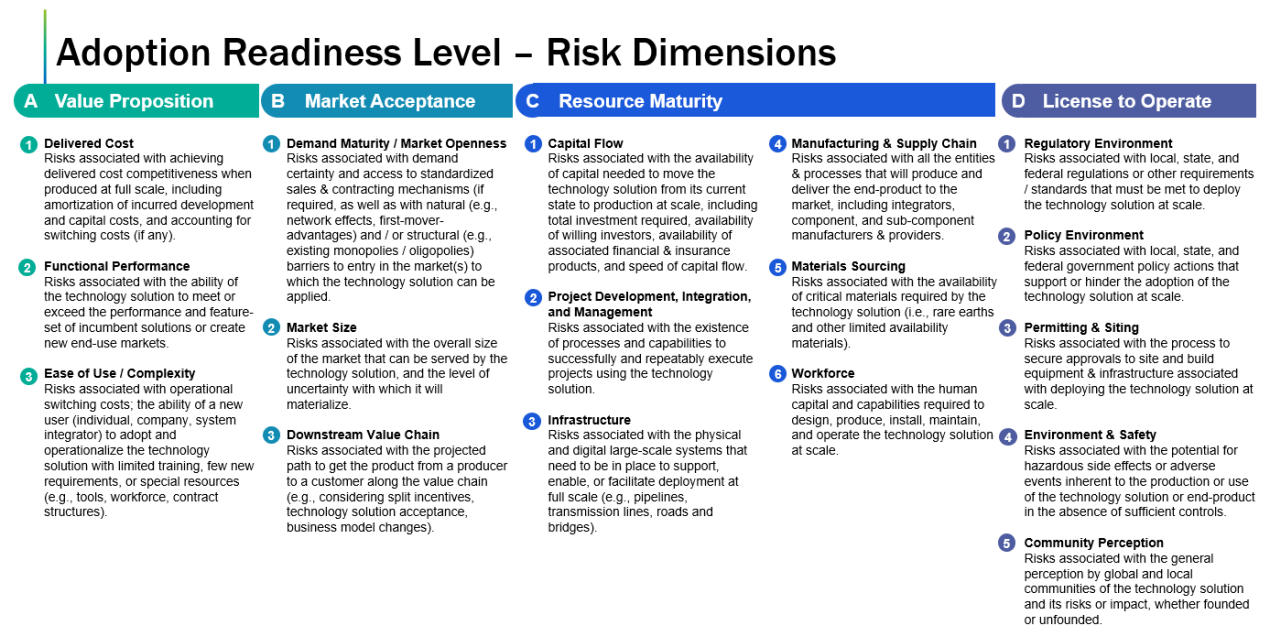 Adoption Readiness Level – Risk Dimensions
A Value Proposition
1 Delivered Cost
Risks associated with achieving
delivered cost competitiveness when
produced at full scale, including
amortization of incurred development
and capital costs, and accounting for
switching costs (if any).
2 Functional Performance
Risks associated with the ability of
the technology solution to meet or
exceed the performance and feature-
set of incumbent solutions or create
new end-use markets.
3 Ease of Use / Complexity
Risks associated with operational
switching costs; the ability of a new
user (individual, company, system
integrator) to adopt and
operationalize the technology
solution with limited training, few new
requirements, or special resources
(e.g., tools, workforce, contract
structures).
B Market Acceptance
1 Demand Maturity / Market Openness
Risks associated with demand
certainty and access to standardized
sales & contracting mechanisms (if
required, as well as with natural (e.g.,
network effects, first-mover-
advantages) and / or structural (e.g.,
existing monopolies / oligopolies)
barriers to entry in the market(s) to
which the technology solution can be
applied.
2 Market Size
Risks associated with the overall size
of the market that can be served by the
technology solution, and the level of
uncertainty with which it will
materialize.
3 Downstream Value Chain
Risks associated with the projected
path to get the product from a producer
to a customer along the value chain
(e.g., considering split incentives,
technology solution acceptance,
business model changes).
C Resource Maturity
1 Capital Flow
Risks associated with the availability
of capital needed to move the
technology solution from its current
state to production at scale, including
total investment required, availability
of willing investors, availability of
associated financial & insurance
products, and speed of capital flow.
2 Project Development, Integration,
and Management
Risks associated with the existence
of processes and capabilities to
successfully and repeatably execute
projects using the technology
solution.
3 Infrastructure
Risks associated with the physical
and digital large-scale systems that
need to be in place to support,
enable, or facilitate deployment at
full scale (e.g., pipelines,
transmission lines, roads and
bridges).
4 Manufacturing & Supply Chain
Risks associated with all the entities
& processes that will produce and
deliver the end-product to the
market, including integrators,
component, and sub-component
manufacturers & providers.
5 Materials Sourcing
Risks associated with the availability
of critical materials required by the
technology solution (i.e., rare earths
and other limited availability
materials).
6 Workforce
Risks associated with the human
capital and capabilities required to
design, produce, install, maintain,
and operate the technology solution
at scale.
D License to Operate
1 Regulatory Environment
Risks associated with local, state, and
federal regulations or other requirements
/ standards that must be met to deploy
the technology solution at scale.
2 Policy Environment
Risks associated with local, state, and
federal government policy actions that
support or hinder the adoption of the
technology solution at scale.
3 Permitting & Siting
Risks associated with the process to
secure approvals to site and build
equipment & infrastructure associated
with deploying the technology solution at
scale.
4 Environment & Safety
Risks associated with the potential for
hazardous side effects or adverse
events inherent to the production or use
of the technology solution or end-product
in the absence of sufficient controls.
5 Community Perception
Risks associated with the general
perception by global and local
communities of the technology solution
and its risks or impact, whether founded
or unfounded.